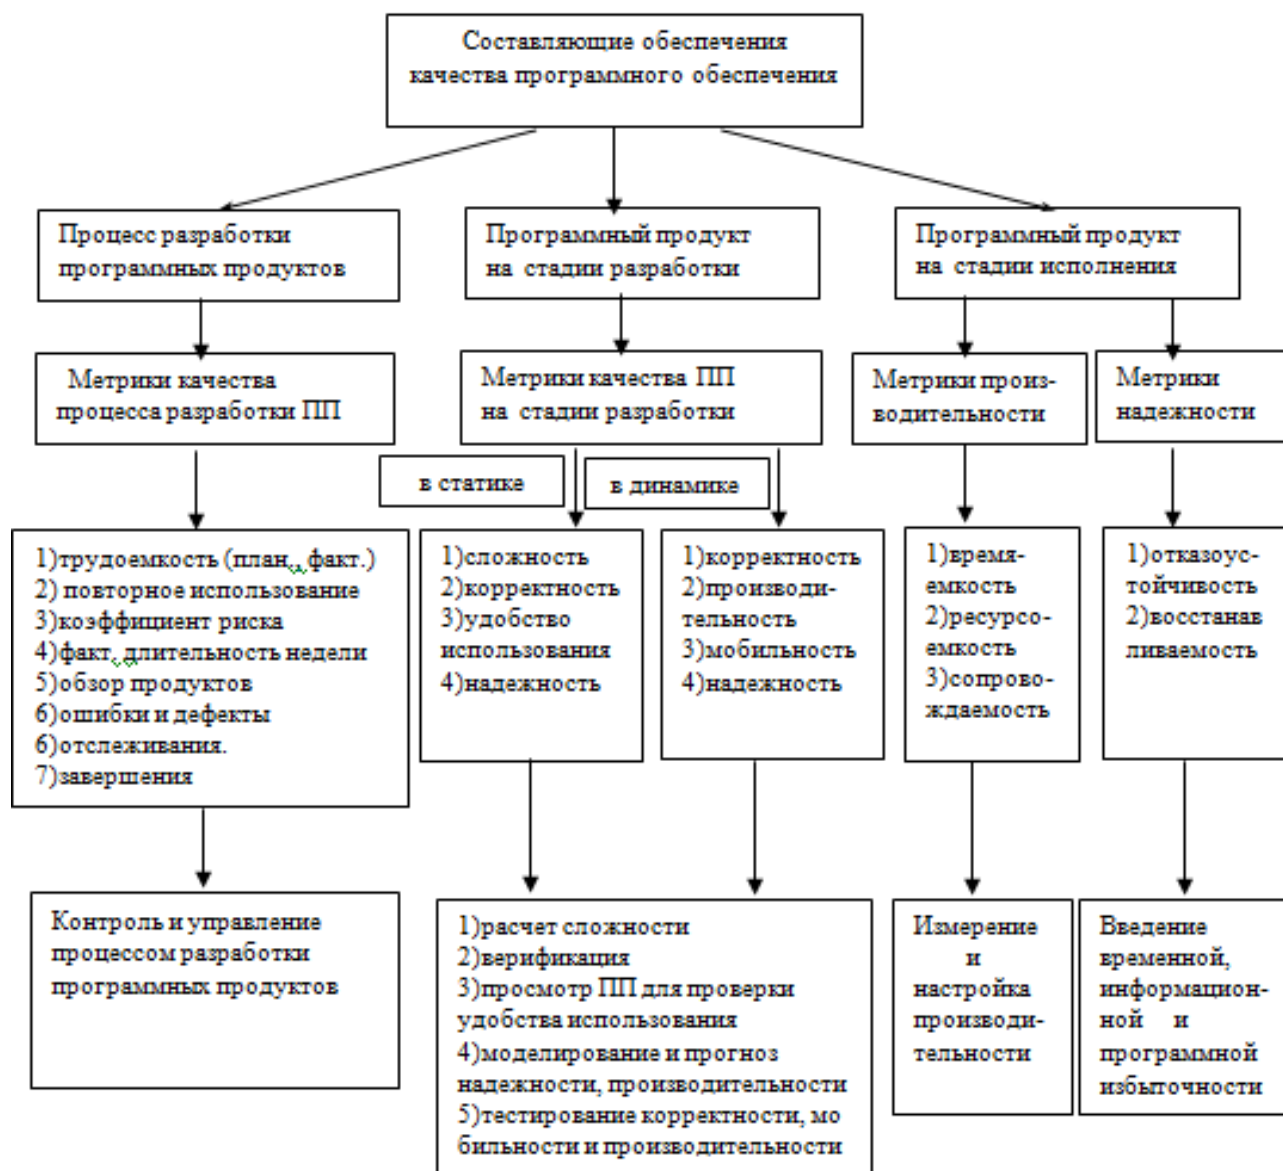 Составляющие обеспечения
качества программного обеспечения
Процесс разработки
программных продуктов
Программный продукт
на стадии разработки
Программный продукт
на стадии исполнения
Метрики качества
процесса разработки ПП
Метрики качества ПП
на стадии разработки
Метрики произ-
водительности
Метрики
надежности
в статике
в динамике
1)трудоемкость (план., факт.)
2) повторное использование
3)коэффициент риска
4)факт. длительность недели
5)обзор продуктов
6)ошибки и дефекты
6)отслеживания.
7)завершения
1)сложность
2)корректность
3)удобство
использования
4)надежность
1)корректность
2)производи-
тельность
3)мобильность
4)надежность
1)время-
емкость
2)ресурсо-
емкость
3)сопрово-
ждаемость
1)отказоус-
тойчивость
2)восстанав
ливаемость
Контроль и управление
процессом разработки
программных продуктов
1)расчет сложности
2)верификация
3)просмотр ПП для проверки
удобства использования
4)моделирование и прогноз
надежности, производительности
5)тестирование корректности, мо
бильности и производительности
Измерение
и
настройка
производи-
тельности
Введение
временной,
информацион-
ной и
программной
избыточности